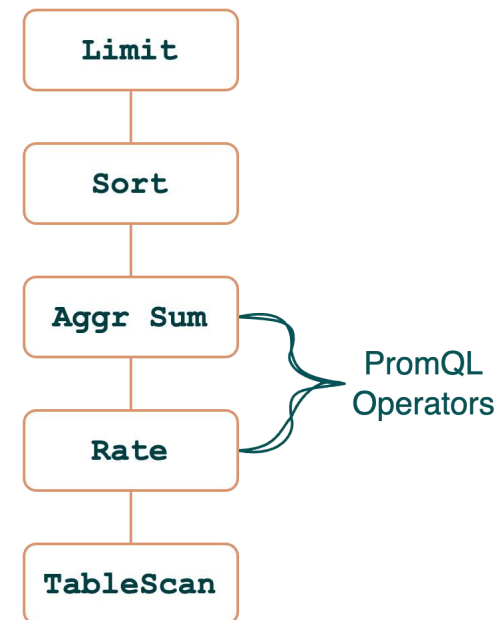 Limit
Sort
Aggr Sum
PromQL
Operators
Rate
TableScan